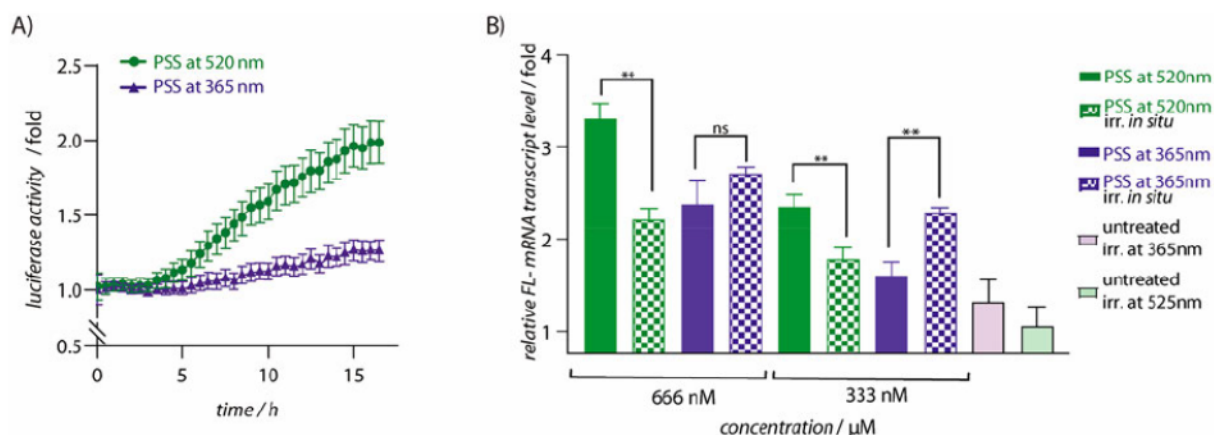 A)
PSS at 520 nm
PSS at 365 nm
luciferase activity / fold
2.5
2.0
1.5
1.0
0.5
0
5
10
15
time / h
B)
relative FL- mRNA transcript level / fold
4
3
2
1
**
ns
**
**
666 nM
333 nM
concentration / μM
PSS at 520nm
PSS at 520nm
irr. in situ
PSS at 365nm
PSS at 365nm
irr. in situ
untreated
irr. at 365nm
untreated
irr. at 525nm